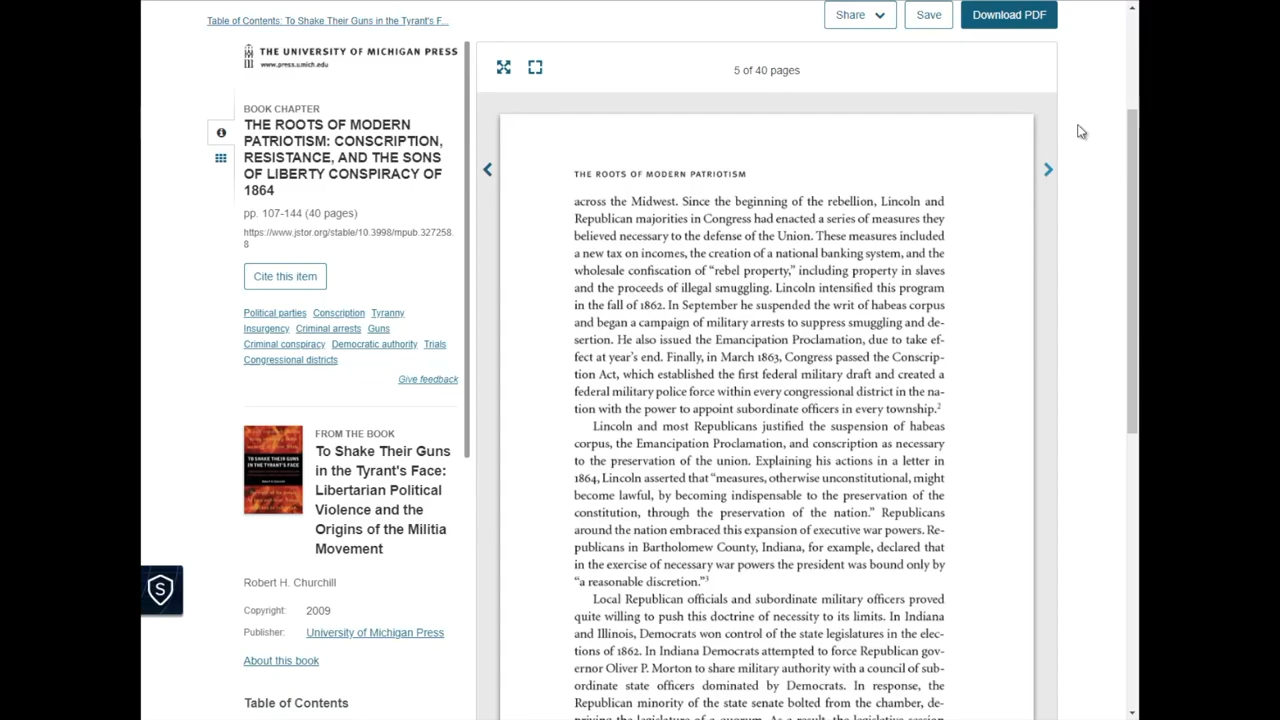 Table of Contents: To Shake Their Guns in the Tyrant's F...
Share
Save
Download PDF
THE UNIVERSITY OF MICHIGAN PRESS
www.press.umich.edu
BOOK CHAPTER
THE ROOTS OF MODERN
PATRIOTISM: CONSCRIPTION,
RESISTANCE, AND THE SONS
OF LIBERTY CONSPIRACY OF
1864
pp. 107-144 (40 pages)
https://www.jstor.org/stable/10.3998/mpub.327258.
8
Cite this item
Political parties Conscription Tyranny
Insurgency Criminal arrests Guns
Criminal conspiracy Democratic authority Trials
Congressional districts
Give feedback
TO SHAKE THEIR GUNS
IN THE TYRANT'S FACE
FROM THE BOOK
To Shake Their Guns
in the Tyrant's Face:
Libertarian Political
Violence and the
Origins of the Militia
Movement
Robert H. Churchill
Copyright: 2009
Publisher: University of Michigan Press
About this book
Table of Contents
5 of 40 pages
THE ROOTS OF MODERN PATRIOTISM
across the Midwest. Since the beginning of the rebellion, Lincoln and
Republican majorities in Congress had enacted a series of measures they
believed necessary to the defense of the Union. These measures included
a new tax on incomes, the creation of a national banking system, and the
wholesale confiscation of “rebel property,” including property in slaves
and the proceeds of illegal smuggling. Lincoln intensified this program
in the fall of 1862. In September he suspended the writ of habeas corpus
and began a campaign of military arrests to suppress smuggling and de-
sertion. He also issued the Emancipation Proclamation, due to take ef-
fect at year’s end. Finally, in March 1863, Congress passed the Conscrip-
tion Act, which established the first federal military draft and created a
federal military police force within every congressional district in the na-
tion with the power to appoint subordinate officers in every township.2
Lincoln and most Republicans justified the suspension of habeas
corpus, the Emancipation Proclamation, and conscription as necessary
to the preservation of the union. Explaining his actions in a letter in
1864, Lincoln asserted that “measures, otherwise unconstitutional, might
become lawful, by becoming indispensable to the preservation of the
constitution, through the preservation of the nation.” Republicans
around the nation embraced this expansion of executive war powers. Re-
publicans in Bartholomew County, Indiana, for example, declared that
in the exercise of necessary war powers the president was bound only by
“a reasonable discretion.”3
Local Republican officials and subordinate military officers proved
quite willing to push this doctrine of necessity to its limits. In Indiana
and Illinois, Democrats won control of the state legislatures in the elec-
tions of 1862. In Indiana Democrats attempted to force Republican gov-
ernor Oliver P. Morton to share military authority with a council of sub-
ordinate state officers dominated by Democrats. In response, the
Republican minority of the state senate bolted from the chamber, de-
priving the legislature of a quorum. As a result, the legislative session